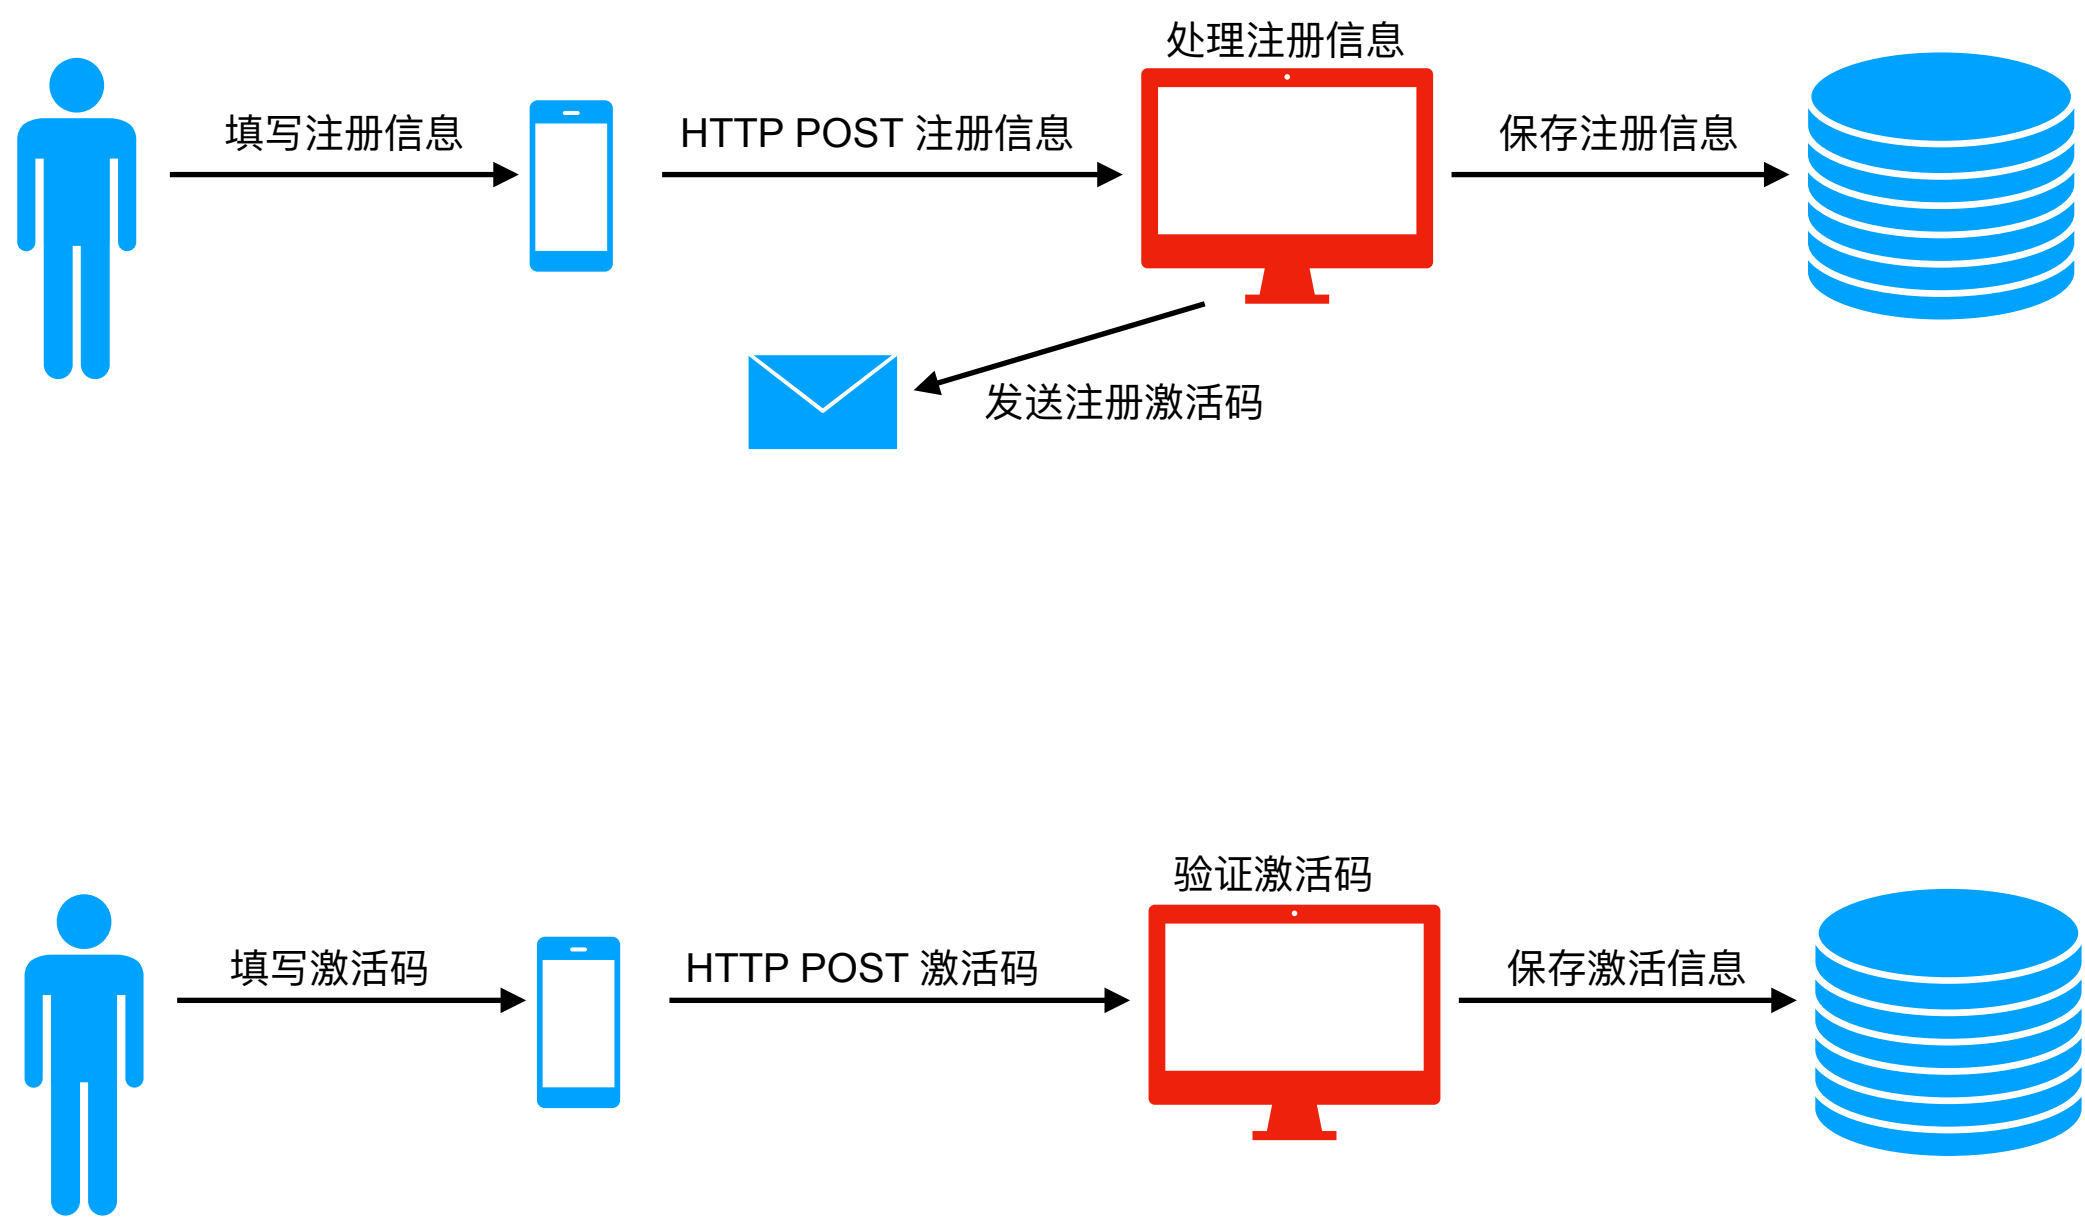 处理注册信息
填写注册信息
HTTP POST 注册信息
保存注册信息
发送注册激活码
验证激活码
填写激活码
HTTP POST 激活码
保存激活信息